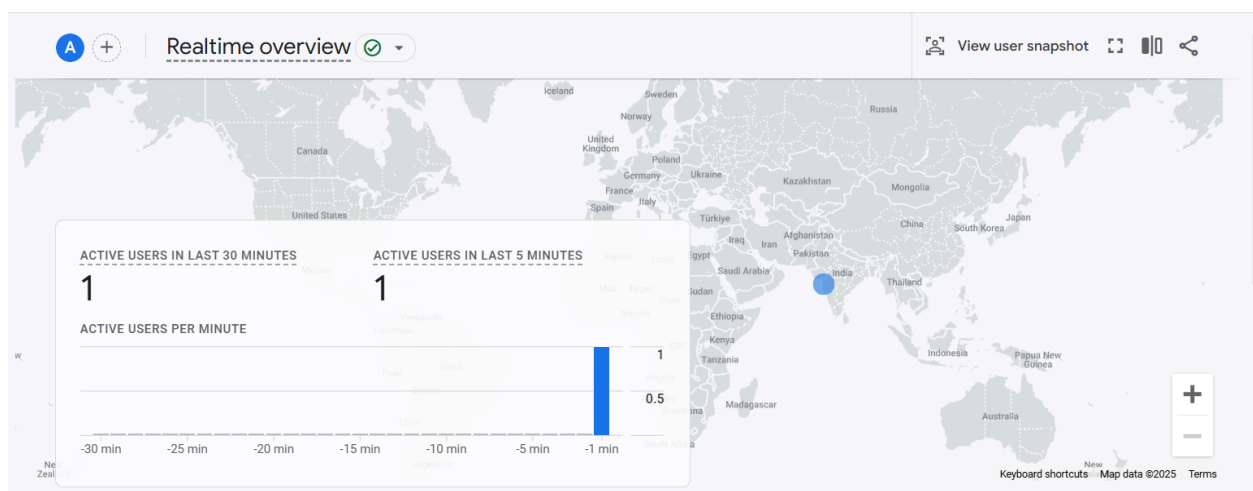 A
Realtime overview
View user snapshot
Iceland
Sweden
Norway
Russia
United
Kingdom
Canada
Poland
Germany
Ukraine
Kazakhstan
Mongolia
France
Italy
Spain
United States
Türkiye
China
South Korea
Japan
Iraq
Iran
Afghanistan
Pakistan
Saudi Arabia
India
Thailand
Ethiopia
Kenya
Tanzania
Indonesia
Papua New
Guinea
Madagascar
Australia
ACTIVE USERS IN LAST 30 MINUTES
1
ACTIVE USERS IN LAST 5 MINUTES
1
ACTIVE USERS PER MINUTE
1
0.5
-30 min
-25 min
-20 min
-15 min
-10 min
-5 min
-1 min
New
Keyboard shortcuts
Map data ©2025
Terms